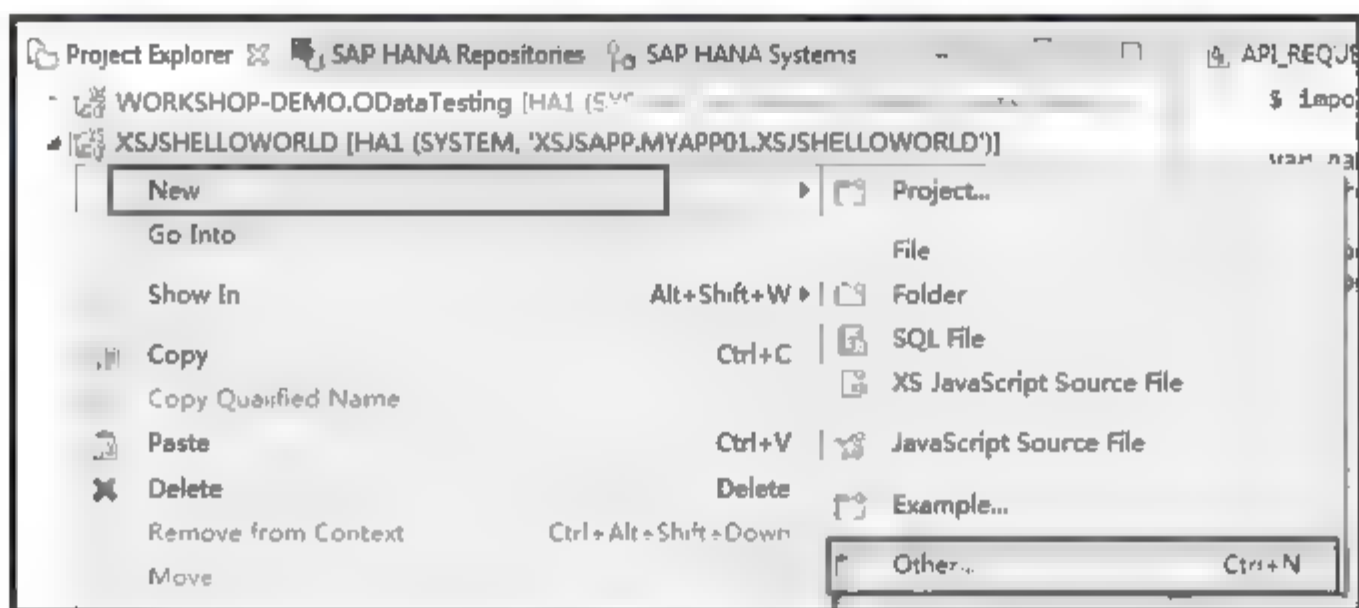 Project Explorer SAP HANA Repositories SAP HANA Systems API_REQUE
WORKSHOP-DEMO.ODataTesting [HA1 (SYS $ impo
XSJSHELLOWORLD [HA1 (SYSTEM, 'XSJSAPP.MYAPP01.XSJSHELLOWORLD')]
New Project...
Go Into File
Show In Alt+Shift+W Folder
SQL File
Copy Ctrl+C XS JavaScript Source File
Copy Qualified Name
Paste Ctrl+V JavaScript Source File
Delete Delete Example...
Remove from Context Ctrl+Alt+Shift+Down
Move Other... Ctrl+N